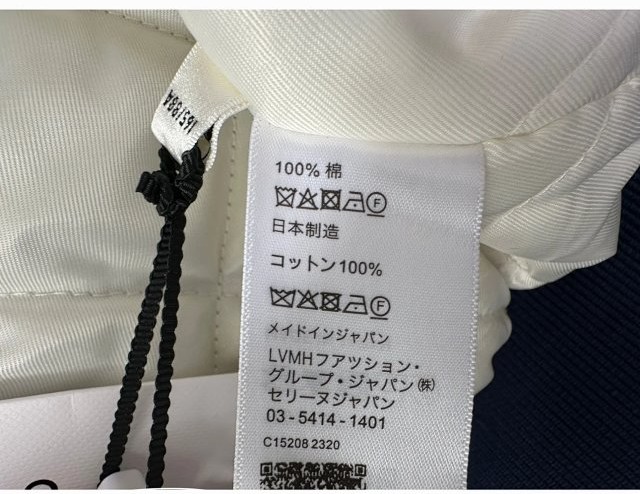 100% 棉
F
日本制造
コットン100%
F
メイドインジャパン
LVMHフアツション・
グループ・ジャパン㈱
セリーヌジャパン
03-5414-1401
C15208 2320